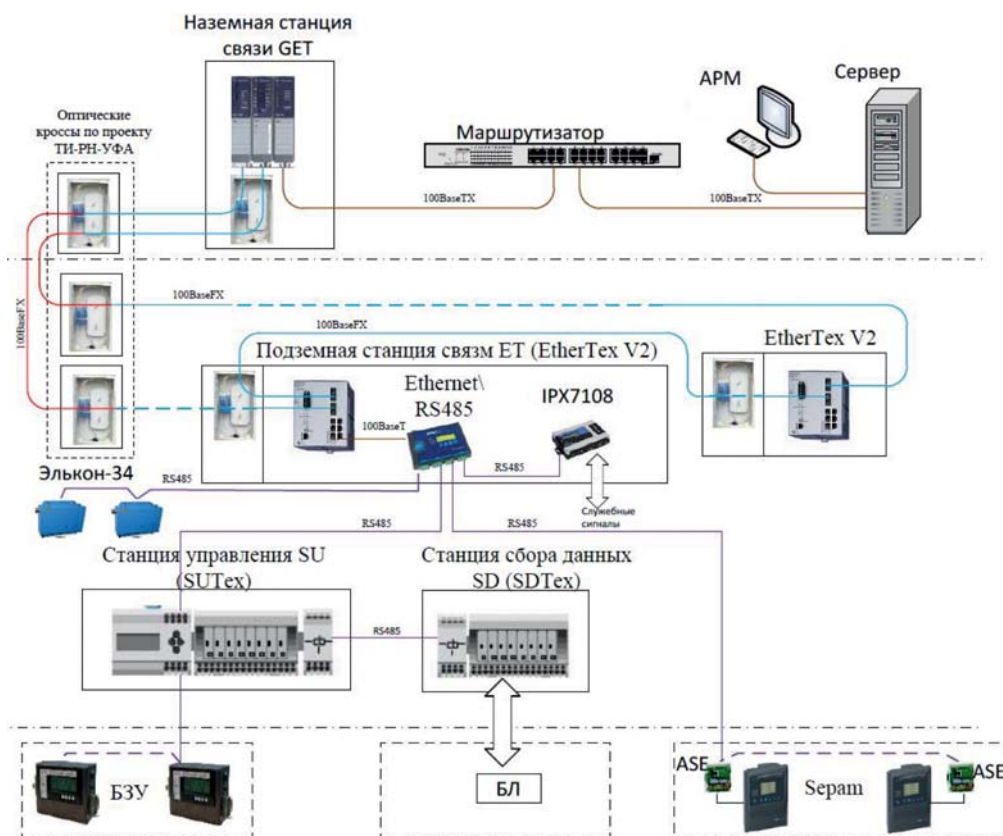 Наземная станция
связи GET
АРМ
Сервер
Оптические
кроссы по проекту
ТИ-РН-УФА
Маршрутизатор
100BaseTX
100BaseTX
100BaseFX
100BaseFX
100BaseFX
Подземная станция связм ET (EtherTex V2)
EtherTex V2
Ethernet\
RS485
IPX7108
100BaseT
RS485
Элькон-34
RS485
Служебные
сигналы
RS485
RS485
Станция управления SU
(SUTex)
Станция сбора данных
SD (SDTex)
RS485
БЗУ
БЛ
ASE
Sepam
ASE